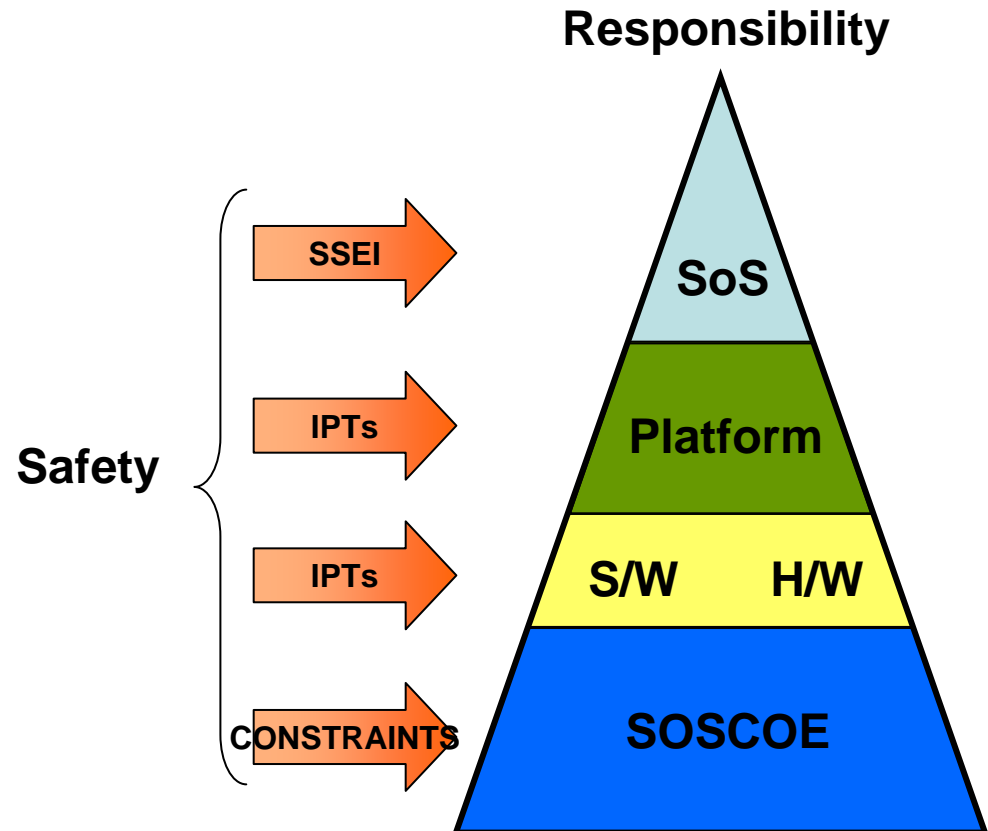 Responsibility
SSEI
SoS
IPTs
Platform
Safety
IPTs
S/W H/W
CONSTRAINTS
SOSCOE